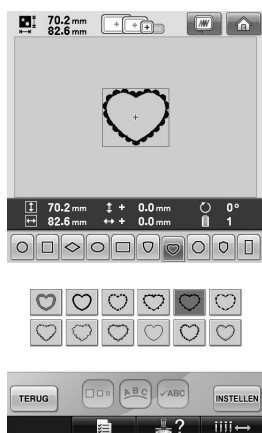 70.2 mm
82.6 mm
70.2 mm + 0.0 mm 0°
82.6 mm + 0.0 mm 1
TERUG
ABC
ABC
INSTELLEN
?